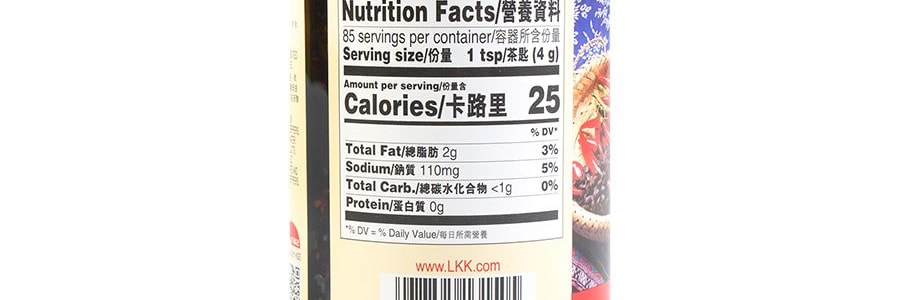 Nutrition Facts/營養資料
85 servings per container/容器所含份量
Serving size/份量 1 tsp/茶匙 (4 g)
Amount per serving/份量含
Calories/卡路里 25
% DV*
Total Fat/總脂肪 2g 3%
Sodium/鈉質 110mg 5%
Total Carb./總碳水化合物 <1g 0%
Protein/蛋白質 0g
*% DV = % Daily Value/每日所需營養
www.LKK.com